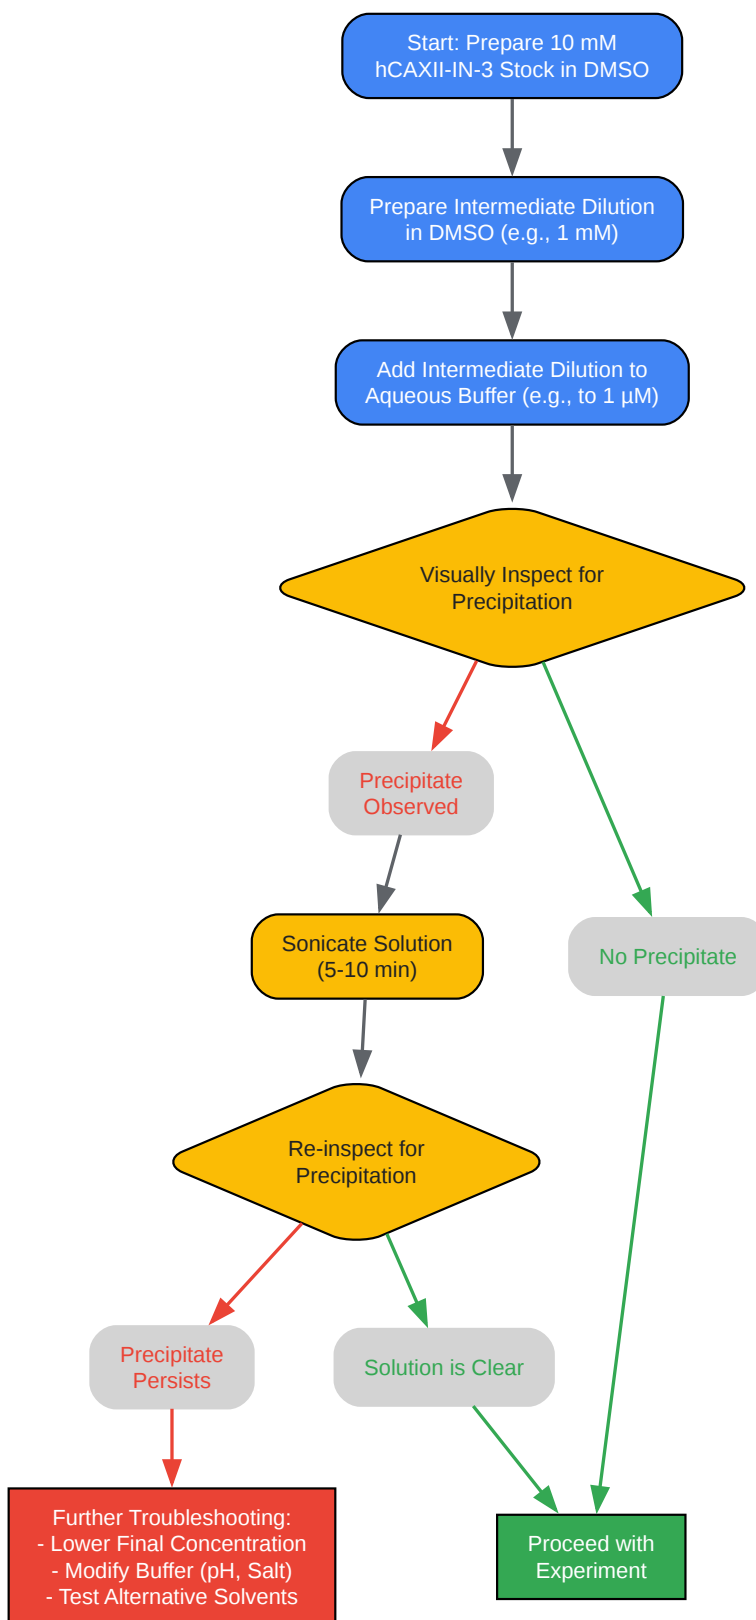 Start: Prepare 10 mM
hCAXII-IN-3 Stock in DMSO
Prepare Intermediate Dilution
in DMSO (e.g., 1 mM)
Add Intermediate Dilution to
Aqueous Buffer (e.g., to 1 µM)
Visually Inspect for
Precipitation
Precipitate
Observed
Sonicate Solution
(5-10 min)
No Precipitate
Re-inspect for
Precipitation
Precipitate
Persists
Solution is Clear
Further Troubleshooting:
- Lower Final Concentration
- Modify Buffer (pH, Salt)
- Test Alternative Solvents
Proceed with
Experiment